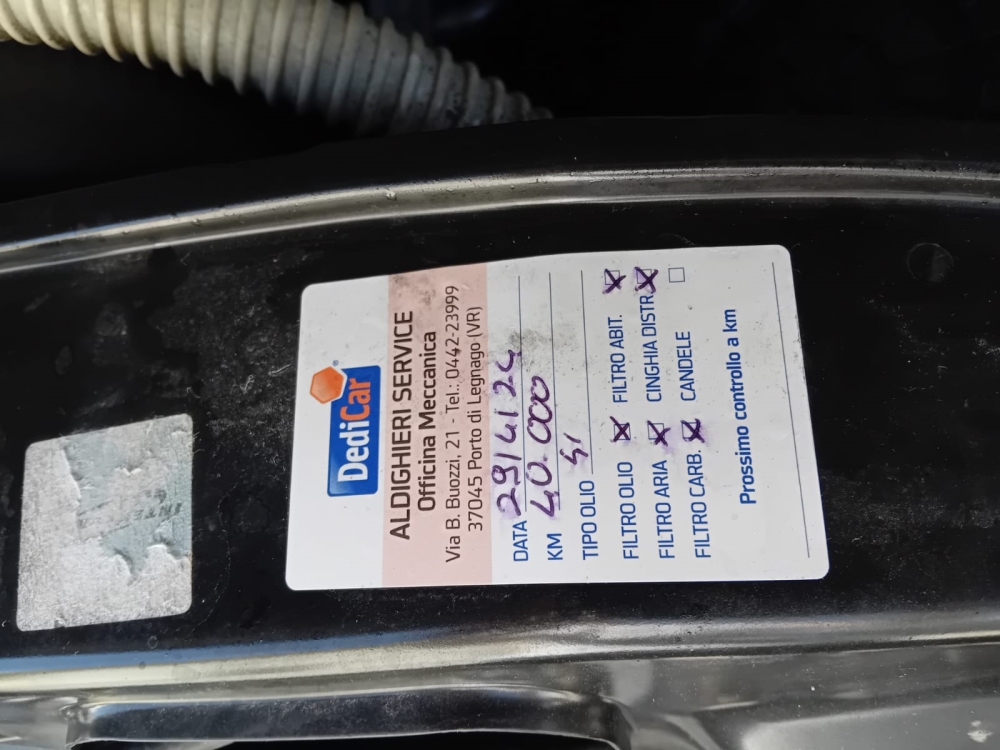 DediCar
ALDIGHIERI SERVICE
Officina Meccanica
Via B. Buozzi, 21 - Tel.: 0442-23999
37045 Porto di Legnago (VR)
DATA 29/4/24
KM 40.000
TIPO OLIO SI
FILTRO OLIO FILTRO ABIT.
FILTRO ARIA CINGHIA DISTR.
FILTRO CARB. CANDELE
Prossimo controllo a km